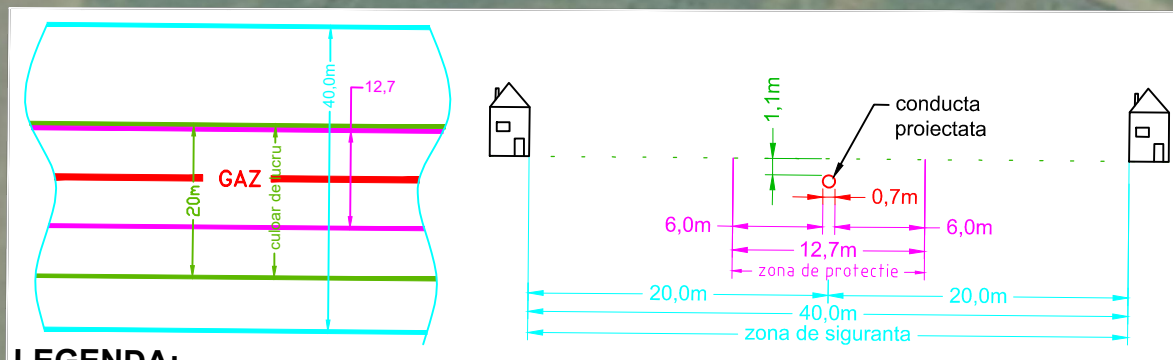 40,0m
12,7
20m
culoar de lucru
GAZ
1,1m
conducta
proiectata
0,7m
6,0m
6,0m
12,7m
zona de protectie
20,0m
20,0m
40,0m
zona de siguranta
LEGENDA: